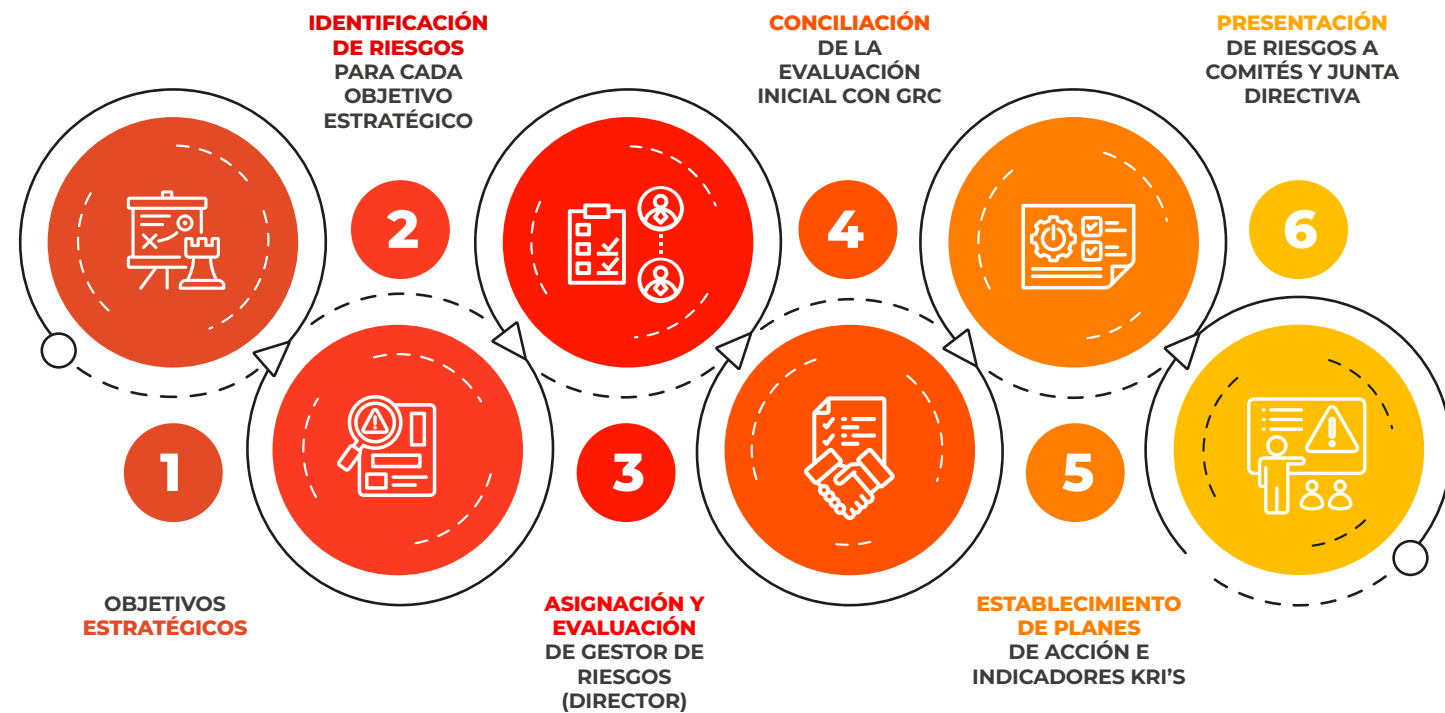 1
OBJETIVOS
ESTRATÉGICOS
2
IDENTIFICACIÓN
DE RIESGOS
PARA CADA
OBJETIVO
ESTRATÉGICO
3
ASIGNACIÓN Y
EVALUACIÓN
DE GESTOR DE
RIESGOS
(DIRECTOR)
4
CONCILIACIÓN
DE LA
EVALUACIÓN
INICIAL CON GRC
5
ESTABLECIMIENTO
DE PLANES
DE ACCIÓN E
INDICADORES KRI’S
6
PRESENTACIÓN
DE RIESGOS A
COMITÉS Y JUNTA
DIRECTIVA